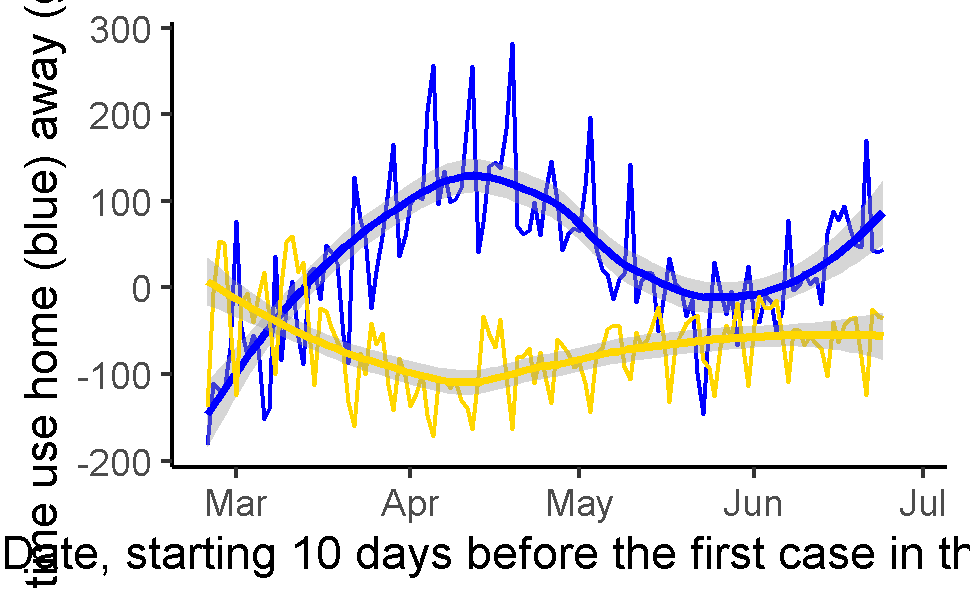 time use home (blue) away (
300
200
100
0
-100
-200
Mar Apr May Jun Jul
Date, starting 10 days before the first case in th